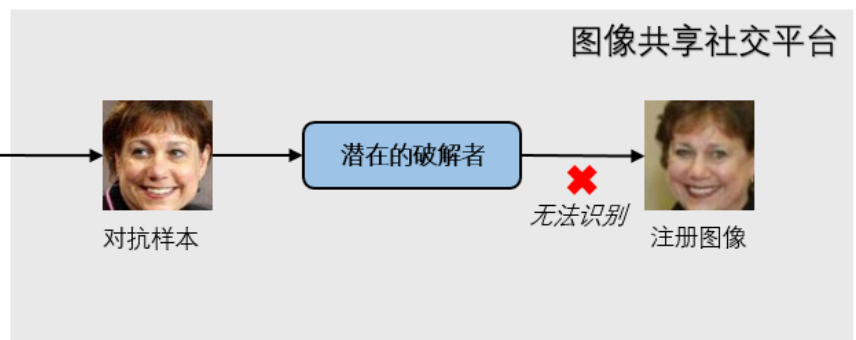 图像共享社交平台
潜在的破解者
无法识别
对抗样本
注册图像